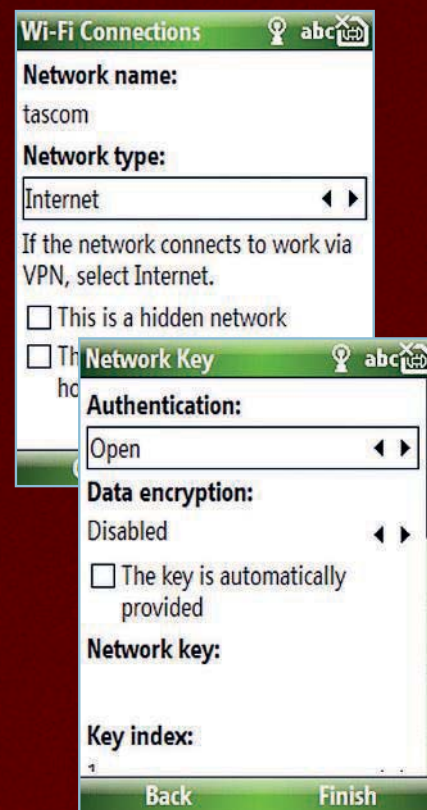 Wi-Fi Connections abc
Network name:
tascom
Network type:
Internet
If the network connects to work via
VPN, select Internet.
This is a hidden network
Network Key abc
Authentication:
Open
Data encryption:
Disabled
The key is automatically
provided
Network key:
Key index:
Back Finish